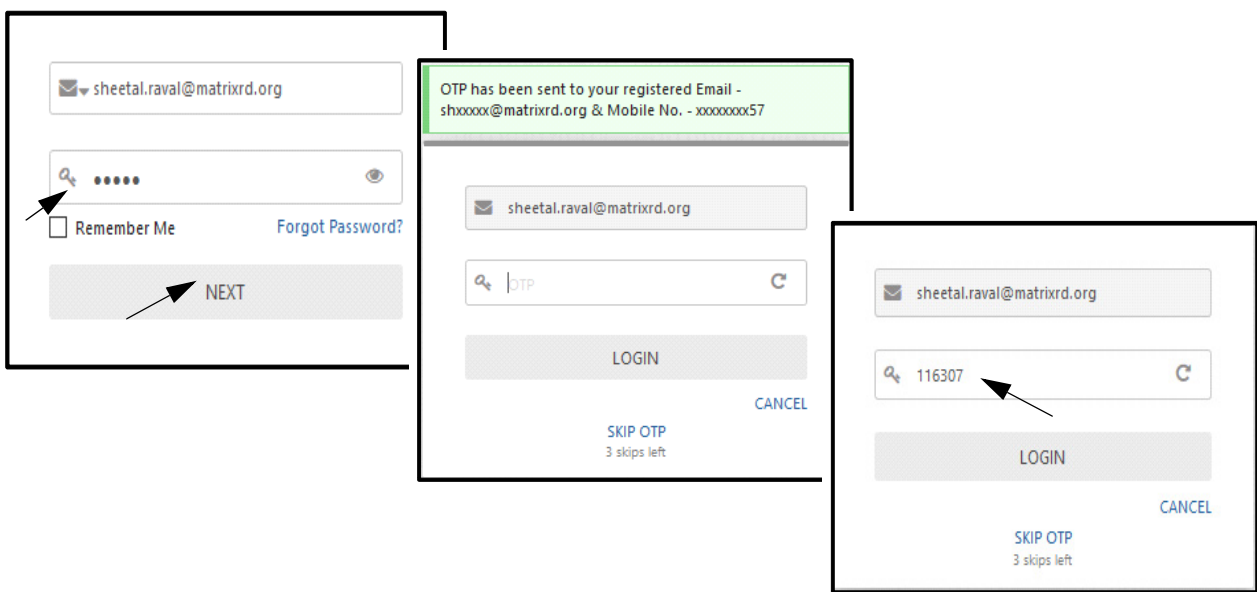 sheetal.raval@matrixrd.org
•••••
Remember Me
Forgot Password?
NEXT
OTP has been sent to your registered Email -
shxxxxx@matrixrd.org & Mobile No. - xxxxxxxx57
sheetal.raval@matrixrd.org
OTP
LOGIN
CANCEL
SKIP OTP
3 skips left
sheetal.raval@matrixrd.org
116307
LOGIN
CANCEL
SKIP OTP
3 skips left